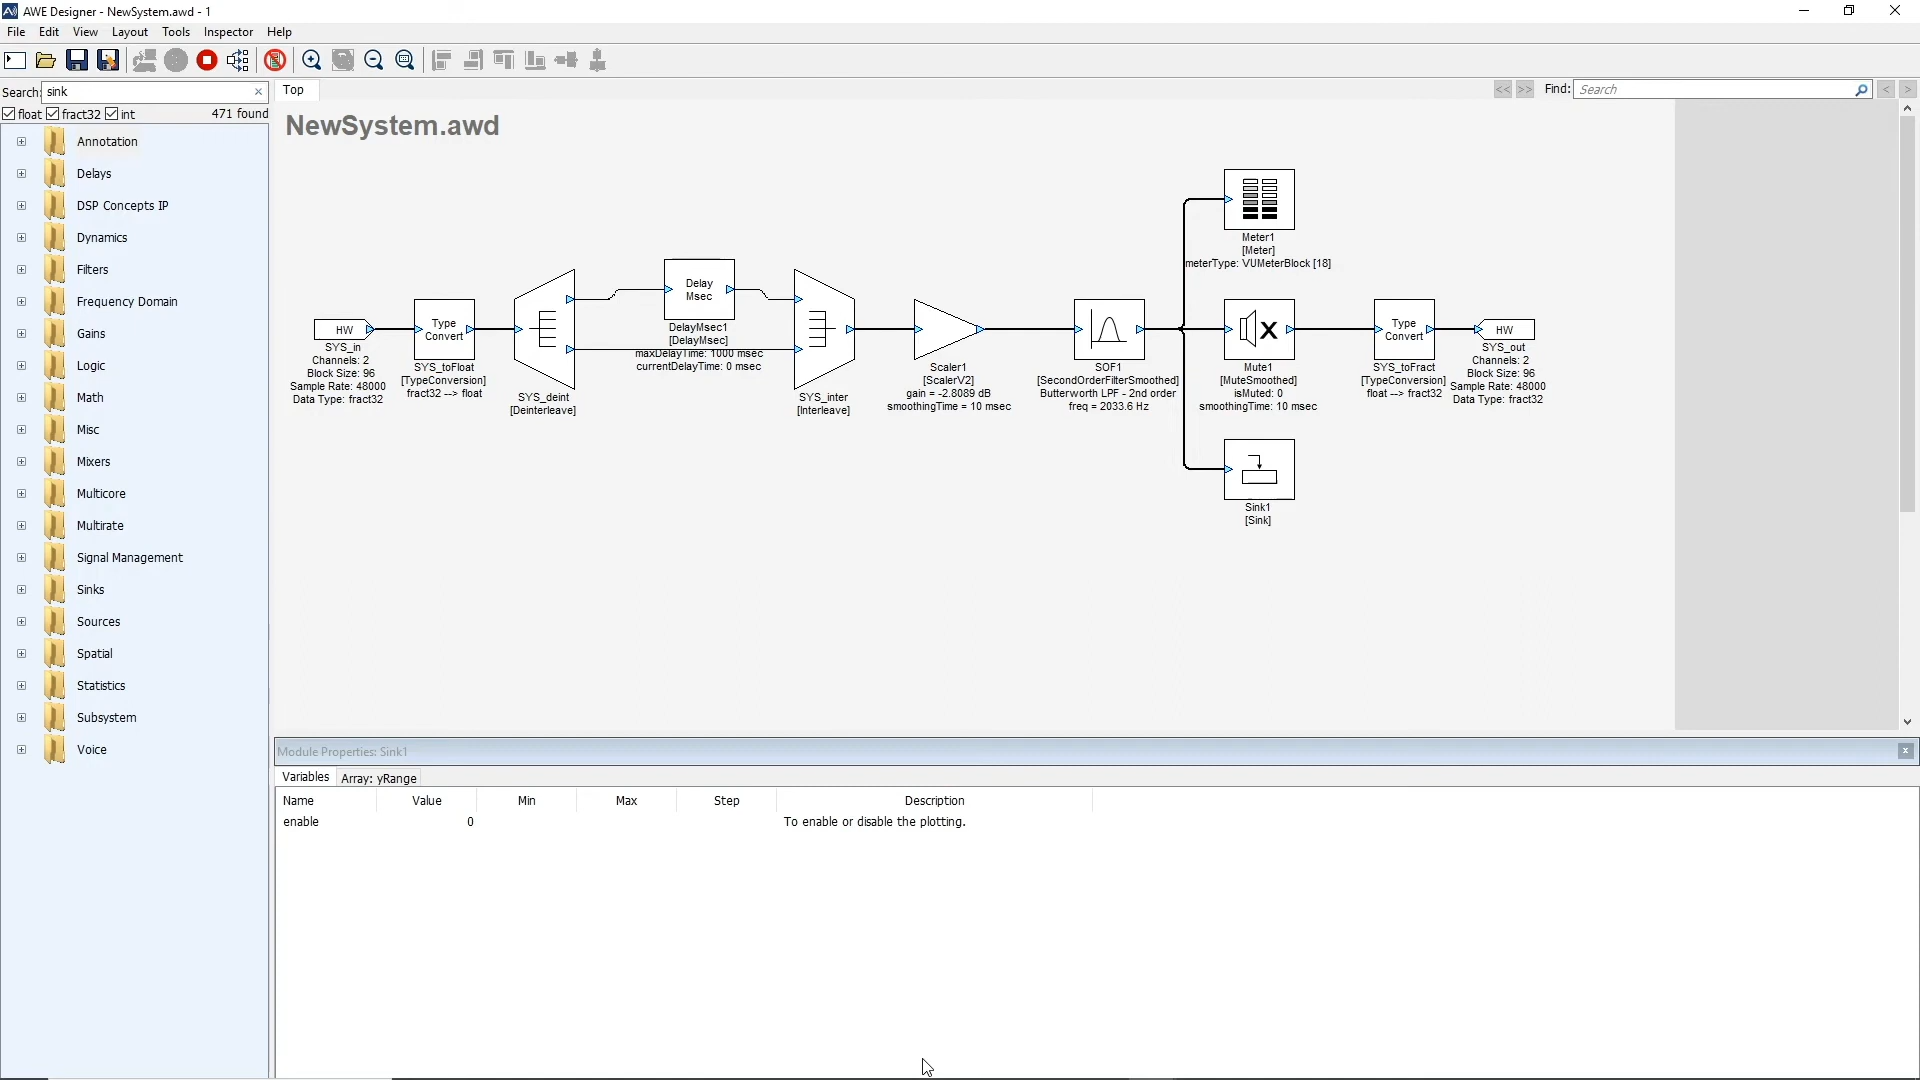 AWE Designer - NewSystem.awd - 1
File Edit View Layout Tools Inspector Help
Search: sink
float fract32 int 471 found
Annotation
Delays
DSP Concepts IP
Dynamics
Filters
Frequency Domain
Gains
Logic
Math
Misc
Mixers
Multicore
Multirate
Signal Management
Sinks
Sources
Spatial
Statistics
Subsystem
Voice
Top
<< >> Find: Search < >
NewSystem.awd
HW
SYS_in
Channels: 2
Block Size: 96
Sample Rate: 48000
Data Type: fract32
Type
Convert
SYS_toFloat
[TypeConversion]
fract32 --> float
SYS_deint
[Deinterleave]
Delay
Msec
DelayMsec1
[DelayMsec]
maxDelayTime: 1000 msec
currentDelayTime: 0 msec
SYS_inter
[Interleave]
Scaler1
[ScalerV2]
gain = -2.8089 dB
smoothingTime = 10 msec
SOF1
[SecondOrderFilterSmoothed]
Butterworth LPF - 2nd order
freq = 2033.6 Hz
Meter1
[Meter]
meterType: VUMeterBlock [18]
X
Mute1
[MuteSmoothed]
isMuted: 0
smoothingTime: 10 msec
Sink1
[Sink]
Type
Convert
SYS_toFract
[TypeConversion]
float --> fract32
HW
SYS_out
Channels: 2
Block Size: 96
Sample Rate: 48000
Data Type: fract32
Module Properties: Sink1
Variables Array: yRange
Name Value Min Max Step Description
enable 0 To enable or disable the plotting.